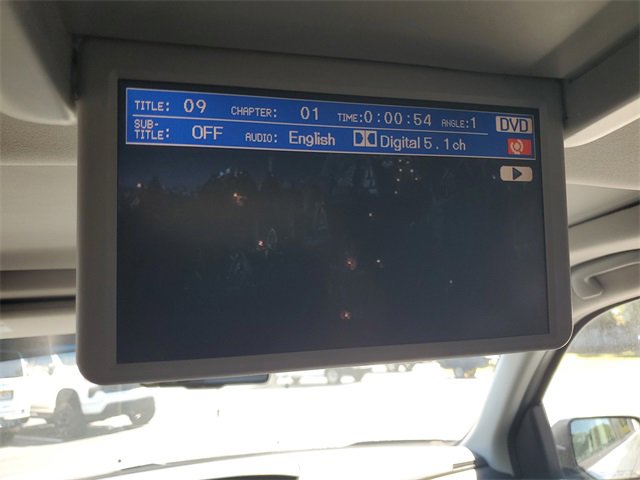 TITLE: 09 CHAPTER: 01 TIME:0:00:54 ANGLE:1 DVD
SUB-
TITLE: OFF AUDIO: English Digital 5.1ch